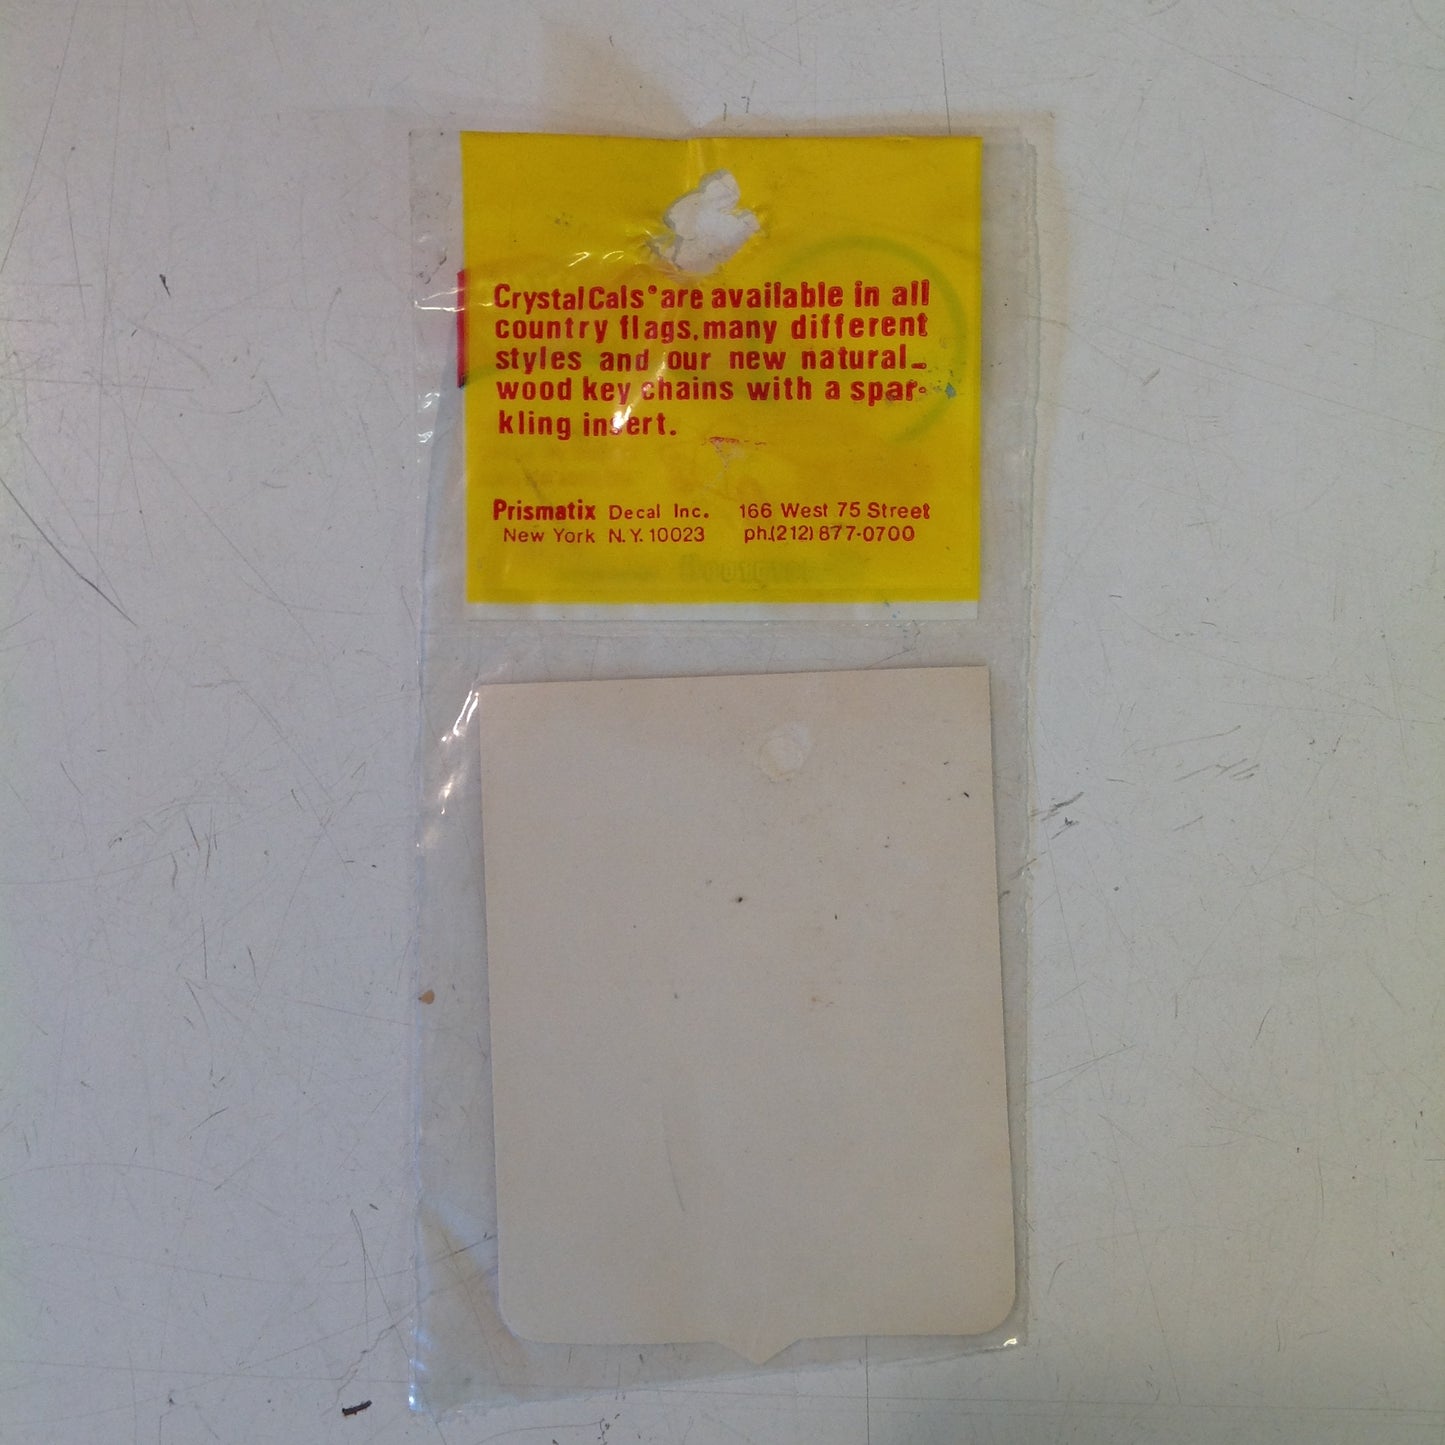 CrystalCals® are available in all
country flags, many different
styles and our new natural-
wood key chains with a spar-
kling insert.
Prismatix Decal Inc. 166 West 75 Street
New York N.Y. 10023 ph.(212) 877-0700